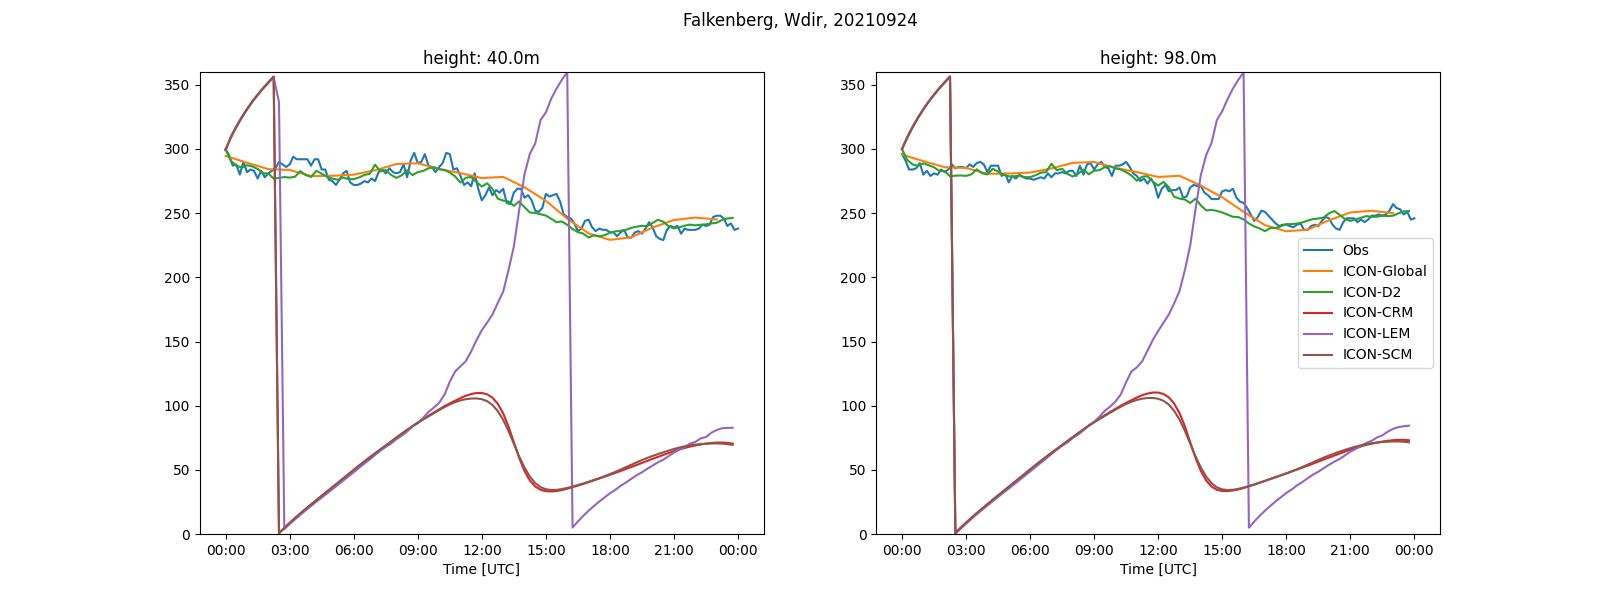 Falkenberg, Wdir, 20210924
height: 40.0m
350
300
250
200
150
100
50
0
00:00 03:00 06:00 09:00 12:00 15:00 18:00 21:00 00:00
Time [UTC]
height: 98.0m
350
300
250
200
150
100
50
0
00:00 03:00 06:00 09:00 12:00 15:00 18:00 21:00 00:00
Time [UTC]
Obs
ICON-Global
ICON-D2
ICON-CRM
ICON-LEM
ICON-SCM